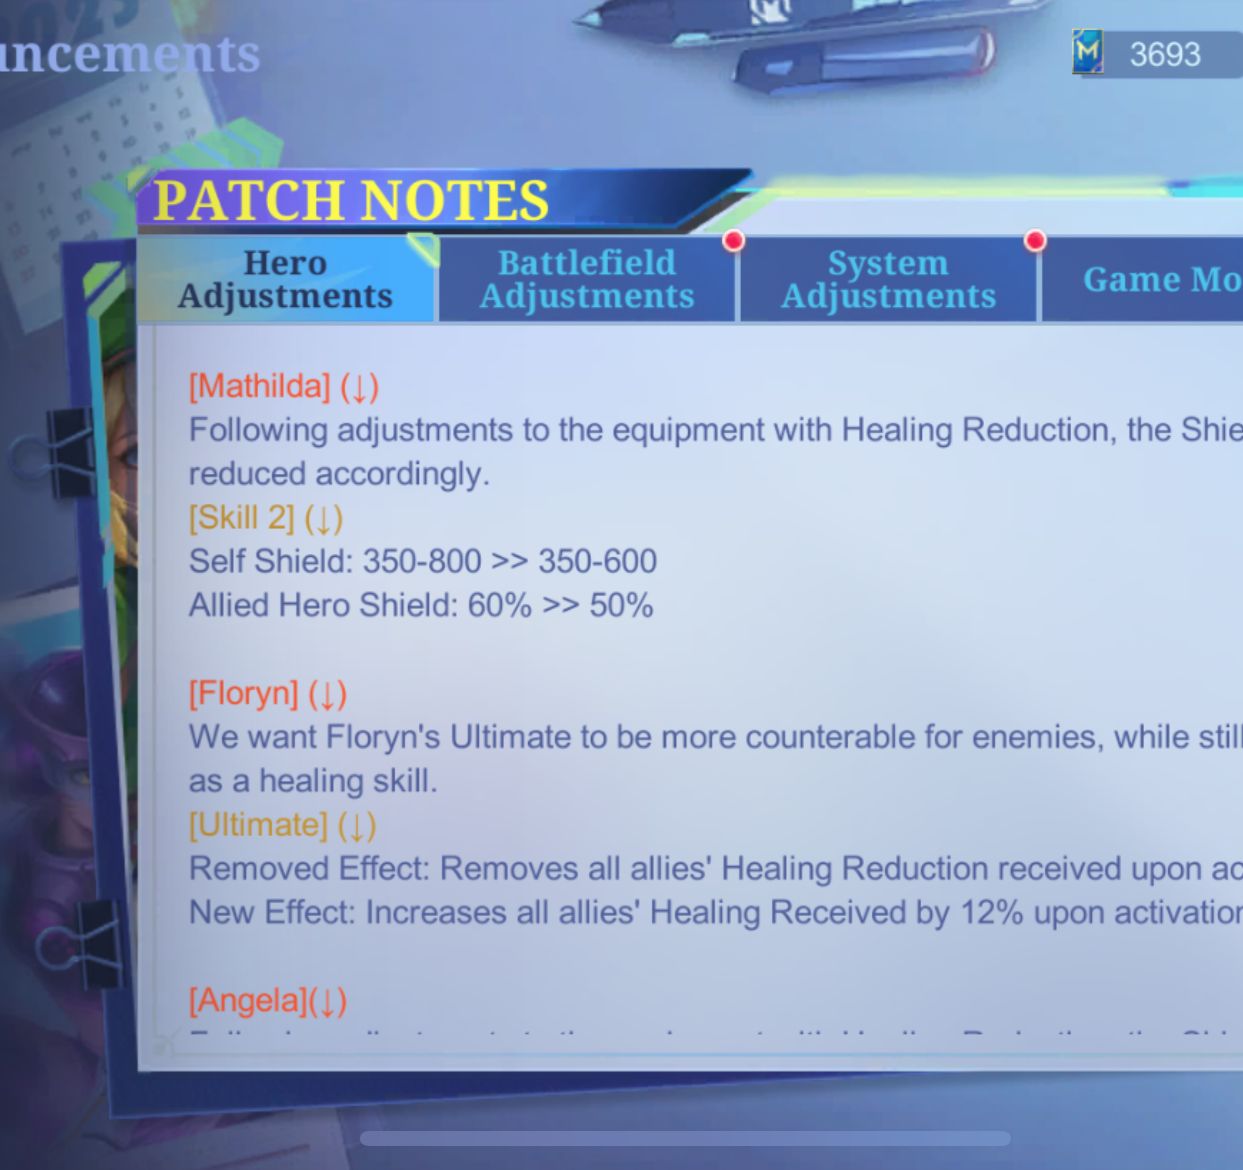 2023
uncements
3693
PATCH NOTES
Hero
Adjustments
Battlefield
Adjustments
System
Adjustments
Game Mo
[Mathilda] (↓)
Following adjustments to the equipment with Healing Reduction, the Shie
reduced accordingly.
[Skill 2] (↓)
Self Shield: 350-800 >> 350-600
Allied Hero Shield: 60% >> 50%
[Floryn] (↓)
We want Floryn's Ultimate to be more counterable for enemies, while still
as a healing skill.
[Ultimate] (↓)
Removed Effect: Removes all allies' Healing Reduction received upon ac
New Effect: Increases all allies' Healing Received by 12% upon activation
[Angela](↓)